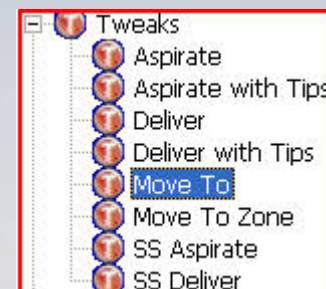 Tweaks
Aspirate
Aspirate with Tips
Deliver
Deliver with Tips
Move To
Move To Zone
SS Aspirate
SS Deliver